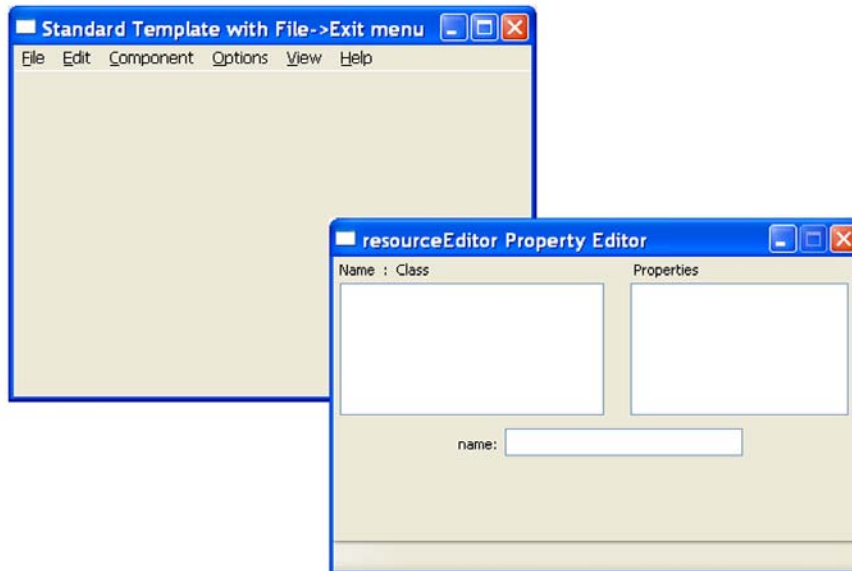 Standard Template with File->Exit menu
File Edit Component Options View Help
resourceEditor Property Editor
Name : Class Properties
name: